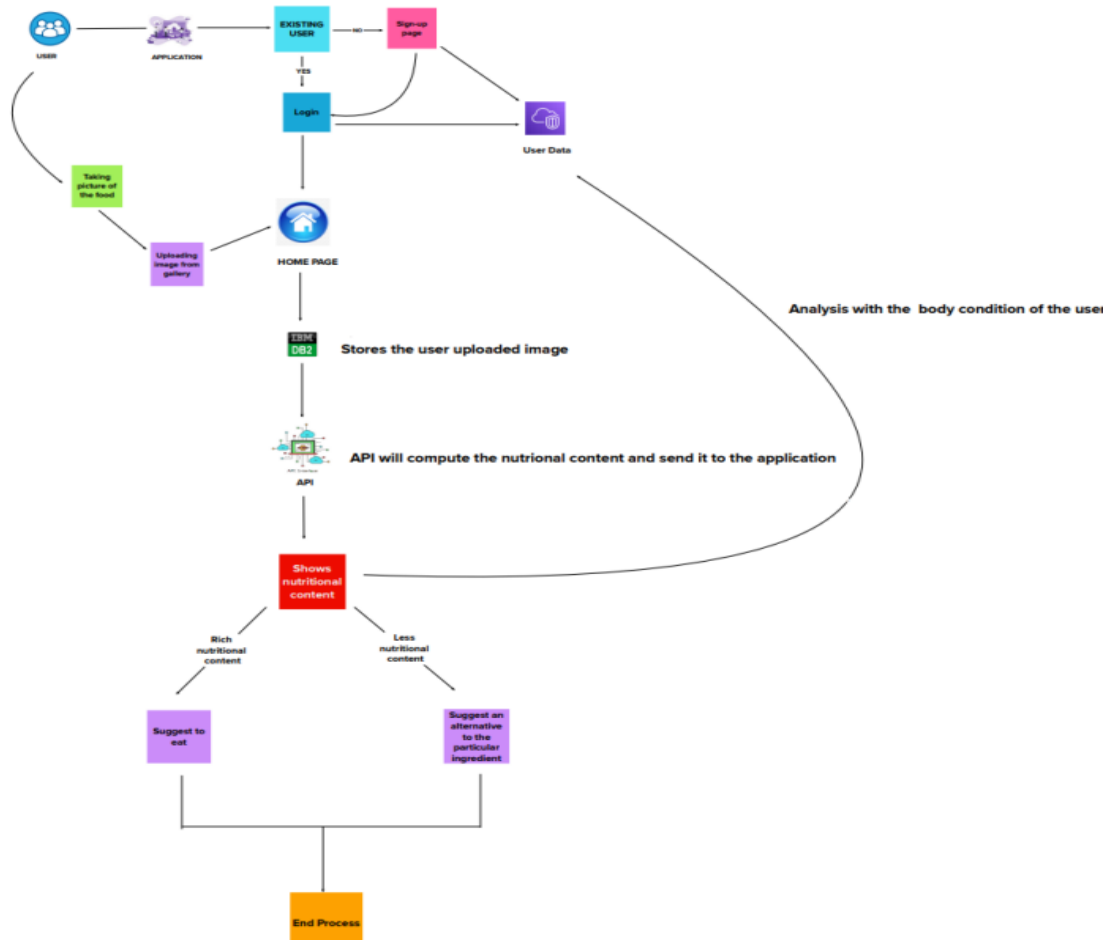 EXISTING
USER
NO
Sign-up
page
USER
APPLICATION
YES
Login
User Data
Taking
picture of
the food
Uploading
image from
gallery
HOME PAGE
Analysis with the body condition of the user
IBM
DB2
Stores the user uploaded image
API will compute the nutrional content and send it to the application
API Interface
API
Shows
nutritional
content
Rich
nutritional
content
Less
nutritional
content
Suggest to
eat
Suggest an
alternative
to the
particular
ingredient
End Process